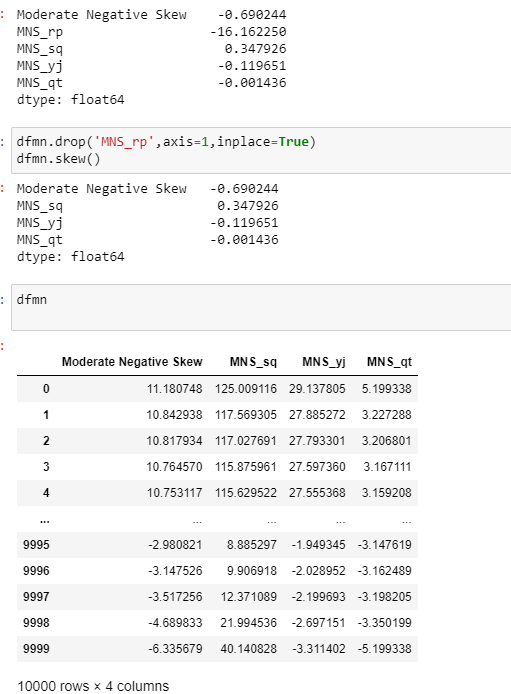 : Moderate Negative Skew -0.690244
MNS_rp -16.162250
MNS_sq 0.347926
MNS_yj -0.119651
MNS_qt -0.001436
dtype: float64
: dfmn.drop('MNS_rp',axis=1,inplace=True)
dfmn.skew()
: Moderate Negative Skew -0.690244
MNS_sq 0.347926
MNS_yj -0.119651
MNS_qt -0.001436
dtype: float64
: dfmn
:
Moderate Negative Skew MNS_sq MNS_yj MNS_qt
0 11.180748 125.009116 29.137805 5.199338
1 10.842938 117.569305 27.885272 3.227288
2 10.817934 117.027691 27.793301 3.206801
3 10.764570 115.875961 27.597360 3.167111
4 10.753117 115.629522 27.555368 3.159208
... ... ... ... ...
9995 -2.980821 8.885297 -1.949345 -3.147619
9996 -3.147526 9.906918 -2.028952 -3.162489
9997 -3.517256 12.371089 -2.199693 -3.198205
9998 -4.689833 21.994536 -2.697151 -3.350199
9999 -6.335679 40.140828 -3.311402 -5.199338
10000 rows × 4 columns